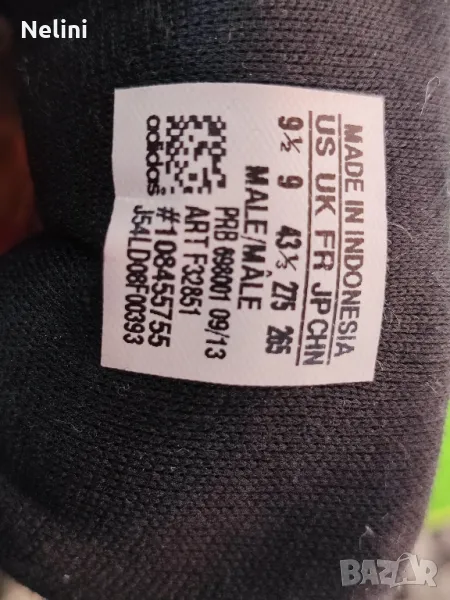 Nelini
MADE IN INDONESIA
US UK FR JP CHN
9½ 9 43⅓ 275 265
MALE/MÂLE
PRB 698001 09/13
ART F32851
#108455755
J54LD08F00393
adidas
BAZAR